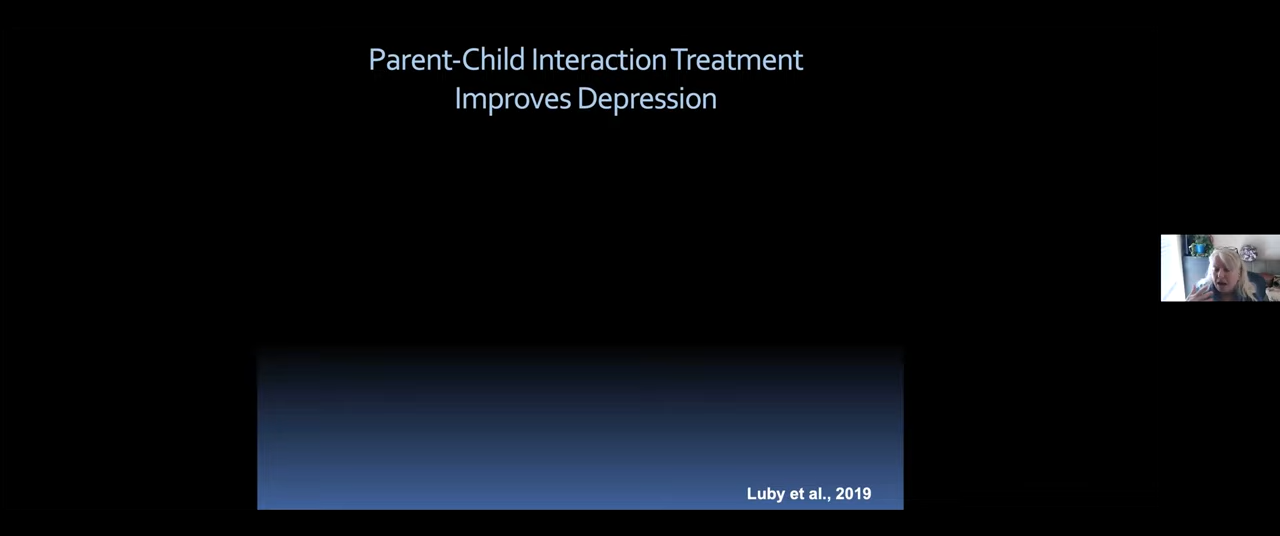 Parent-Child Interaction Treatment
Improves Depression
Luby et al., 2019